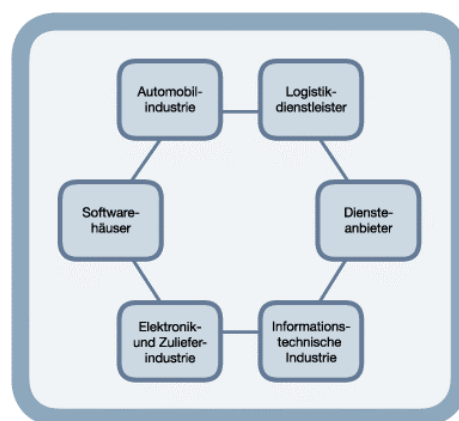 Automobil-
industrie
Logistik-
dienstleister
Software-
häuser
Dienste-
anbieter
Elektronik-
und Zuliefer-
industrie
Informations-
technische
Industrie